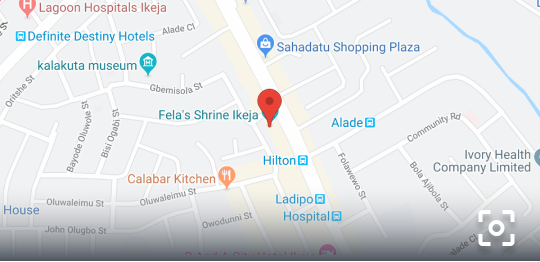 Lagoon Hospitals Ikeja
Alade Cl
Definite Destiny Hotels
Sahadatu Shopping Plaza
kalakuta museum
Gbemisola St
Oritshe St
Fela's Shrine Ikeja
Alade
Bisi Ogabi St
Bayode Oluwole St
Community Rd
Hilton
Ivory Health
Company Limited
Folawewo St
Bola Ajibola St
Calabar Kitchen
Oluwaleimu St
Oluwaleimu St
Ladipo
Hospital
House
Owodunni St
John Olugbo St
alade Cl